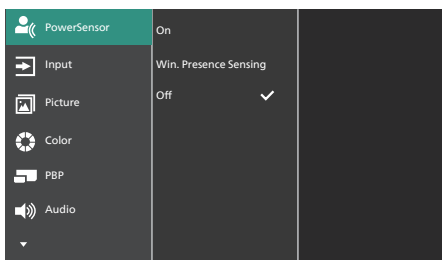 PowerSensor
Input
Picture
Color
PBP
Audio
On
Win. Presence Sensing
Off